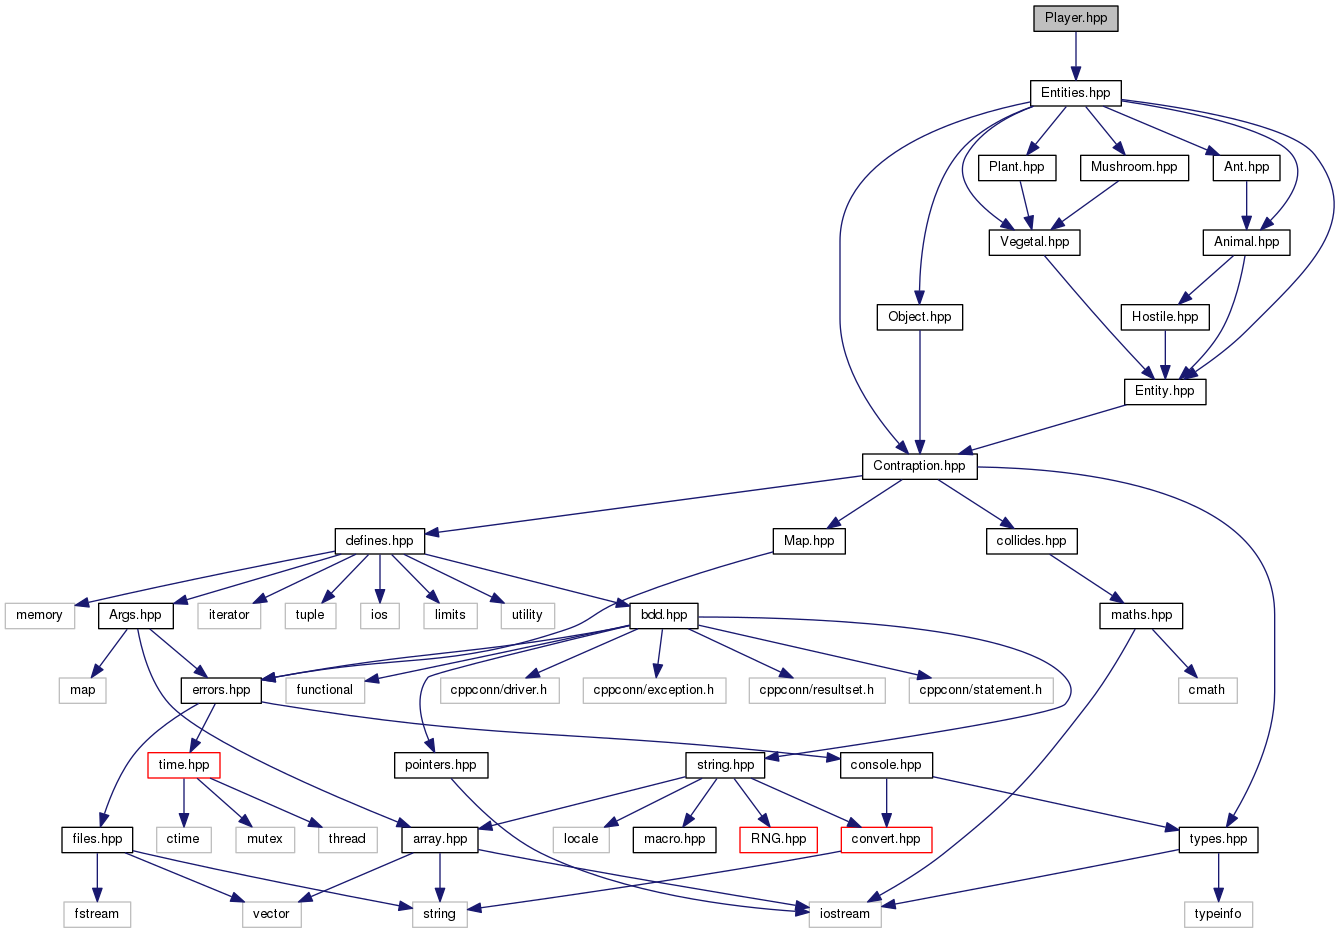 Player.hpp
Entities.hpp
Plant.hpp
Mushroom.hpp
Ant.hpp
Vegetal.hpp
Animal.hpp
Object.hpp
Hostile.hpp
Entity.hpp
Contraption.hpp
defines.hpp
Map.hpp
collides.hpp
memory
Args.hpp
iterator
tuple
ios
limits
utility
bdd.hpp
maths.hpp
map
errors.hpp
functional
cppconn/driver.h
cppconn/exception.h
cppconn/resultset.h
cppconn/statement.h
cmath
time.hpp
pointers.hpp
string.hpp
console.hpp
files.hpp
ctime
mutex
thread
array.hpp
locale
macro.hpp
RNG.hpp
convert.hpp
types.hpp
fstream
vector
string
iostream
typeinfo